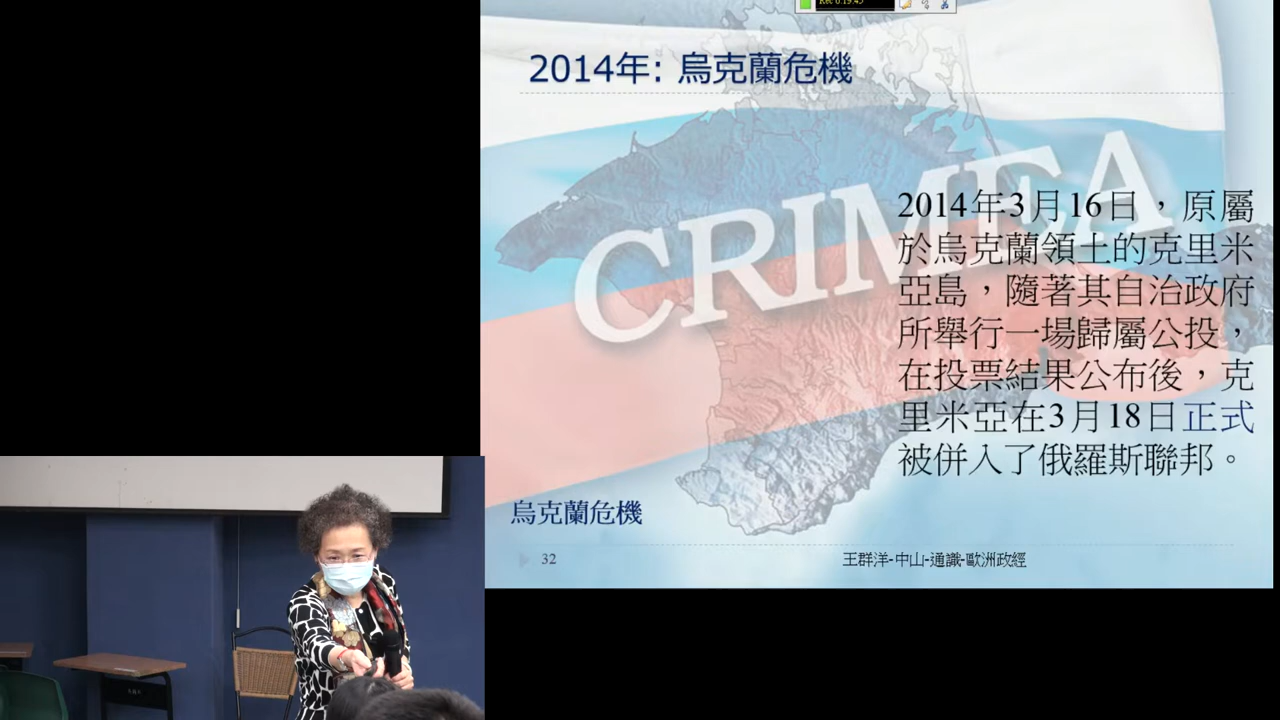 Rec 0:19:45
2014年: 烏克蘭危機
CRIMEA
2014年3月16日，原屬
於烏克蘭領土的克里米
亞島，隨著其自治政府
所舉行一場歸屬公投，
在投票結果公布後，克
里米亞在3月18日正式
被併入了俄羅斯聯邦。
烏克蘭危機
32
王群洋-中山-通識-歐洲政經